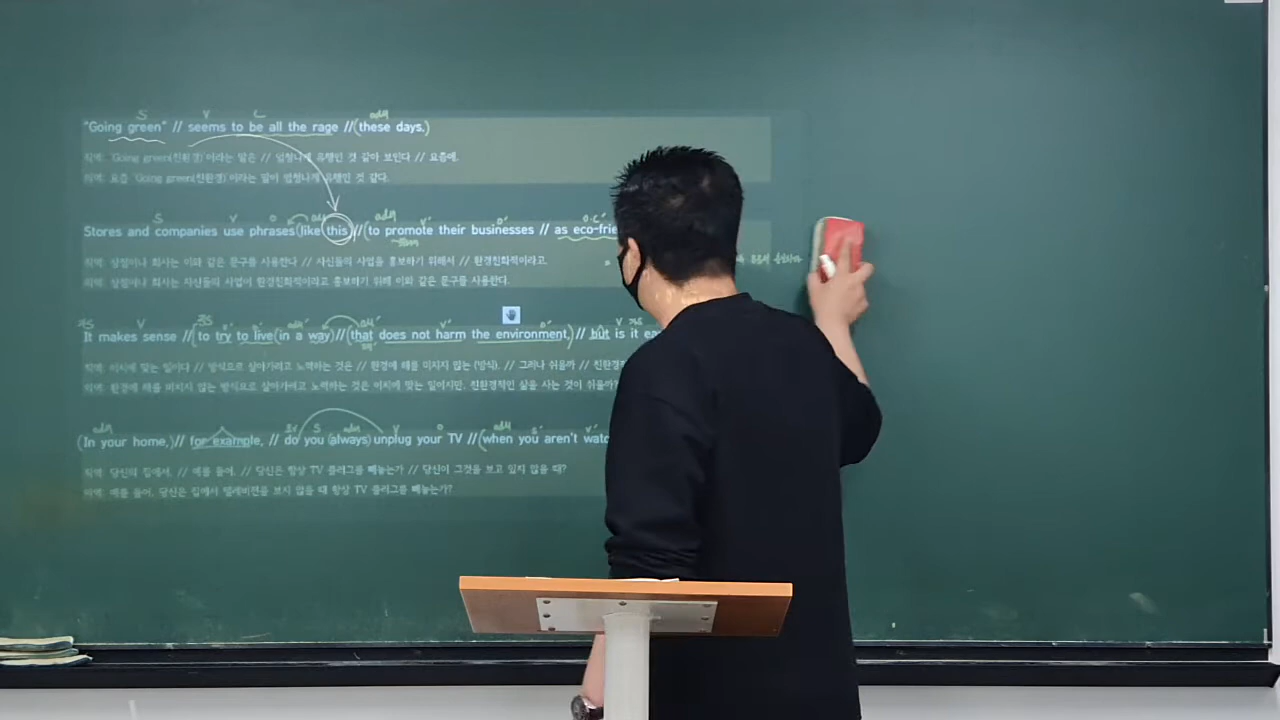 S V C adv
"Going green" // seems to be all the rage // (these days.)
직역: 'Going green(친환경)'이라는 말은 // 엄청나게 유행인 것 같아 보인다 // 요즘에.
의역: 요즘 'Going green(친환경)'이라는 말이 엄청나게 유행인 것 같다.
S V O adv V' O' O.C'
Stores and companies use phrases (like this) // (to promote their businesses // as eco-frie
직역: 상점이나 회사는 이와 같은 문구를 사용한다 // 자신들의 사업을 홍보하기 위해서 // 환경친화적이라고.
의역: 상점이나 회사는 자신들의 사업이 환경친화적이라고 홍보하기 위해 이와 같은 문구를 사용한다.
It makes sense // (to try to live (in a way) // (that does not harm the environment,) // but is it ea
직역: 이치에 맞는 일이다 // 방식으로 살아가려고 노력하는 것은 // 환경에 해를 미치지 않는 (방식). // 그러나 쉬울까 // 친환경
의역: 환경에 해를 미치지 않는 방식으로 살아가려고 노력하는 것은 이치에 맞는 일이지만, 친환경적인 삶을 사는 것이 쉬울까?
(In your home,) // for example, // do you (always) unplug your TV // (when you aren't watc
직역: 당신의 집에서, // 예를 들어, // 당신은 항상 TV 플러그를 빼놓는가 // 당신이 그것을 보고 있지 않을 때?
의역: 예를 들어, 당신은 집에서 텔레비전을 보지 않을 때 항상 TV 플러그를 빼놓는가?